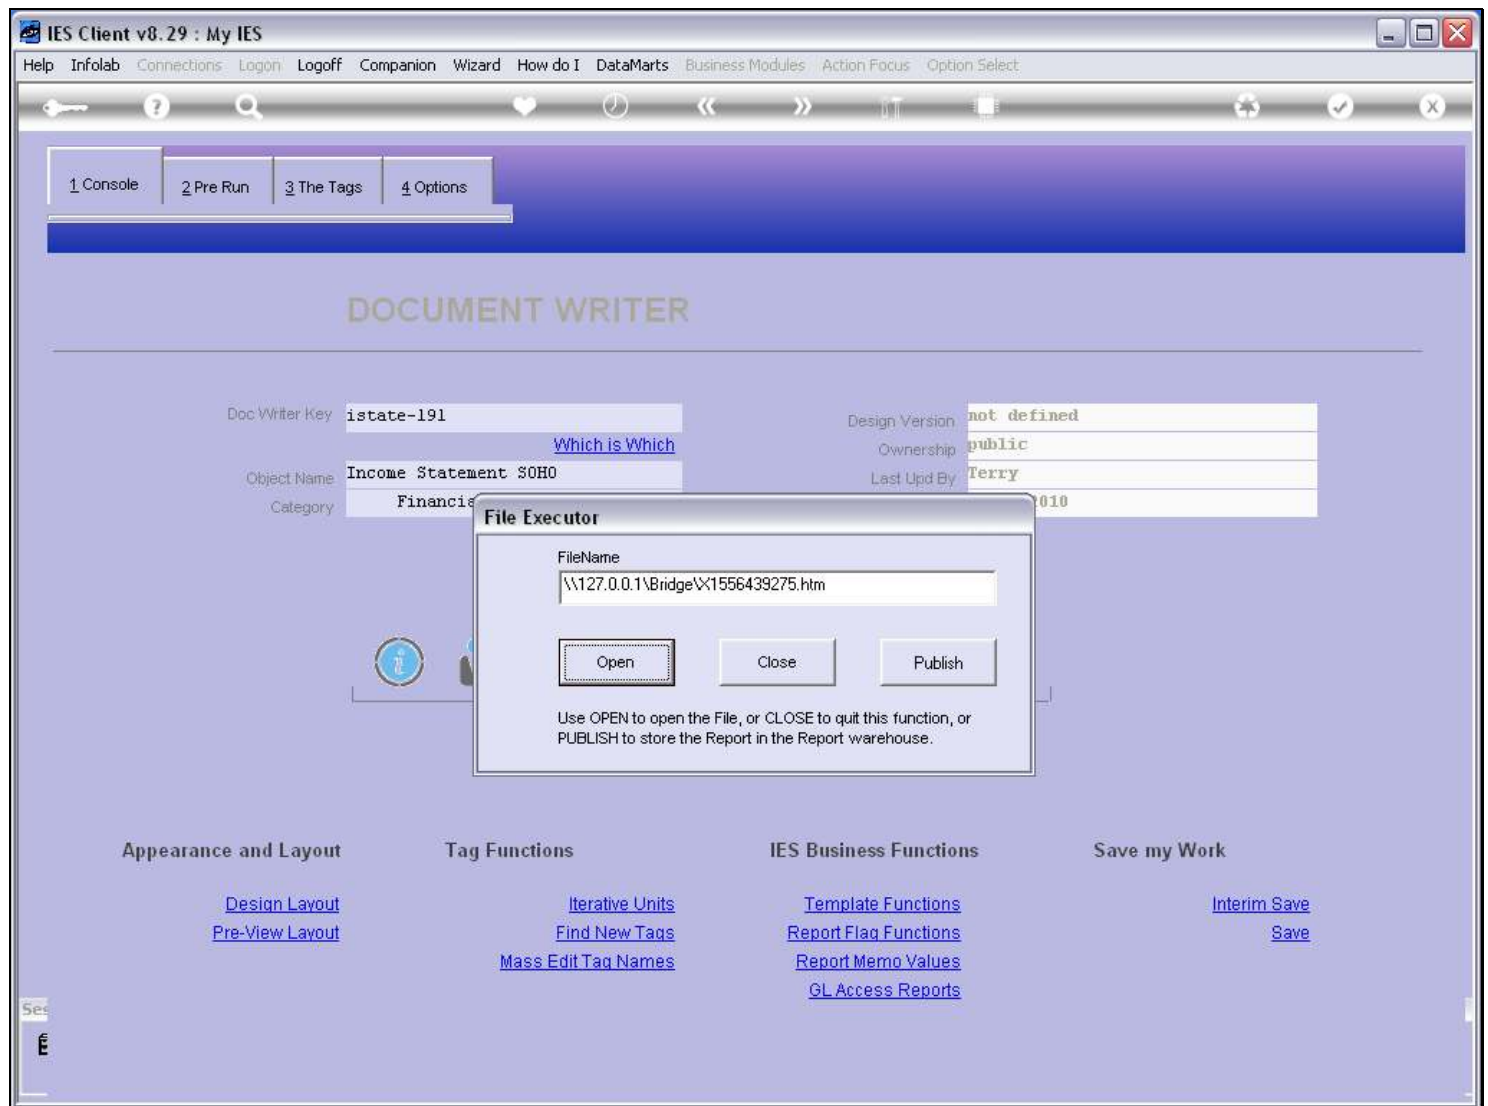 IES Client v8.29 : My IES
Help Infolab Connections Logon Logoff Companion Wizard How do I DataMarts Business Modules Action Focus Option Select
1 Console 2 Pre Run 3 The Tags 4 Options
DOCUMENT WRITER
Doc Writer Key istate-191 Design Version not defined
Which is Which Ownership public
Object Name Income Statement SOHO Last Upd By Terry
Category
File Executor
FileName
\\127.0.0.1\Bridge\X1556439275.htm
Open Close Publish
Use OPEN to open the File, or CLOSE to quit this function, or
PUBLISH to store the Report in the Report warehouse.
Appearance and Layout Tag Functions IES Business Functions Save my Work
Design Layout Iterative Units Template Functions Interim Save
Pre-View Layout Find New Tags Report Flag Functions Save
Mass Edit Tag Names Report Memo Values
GL Access Reports